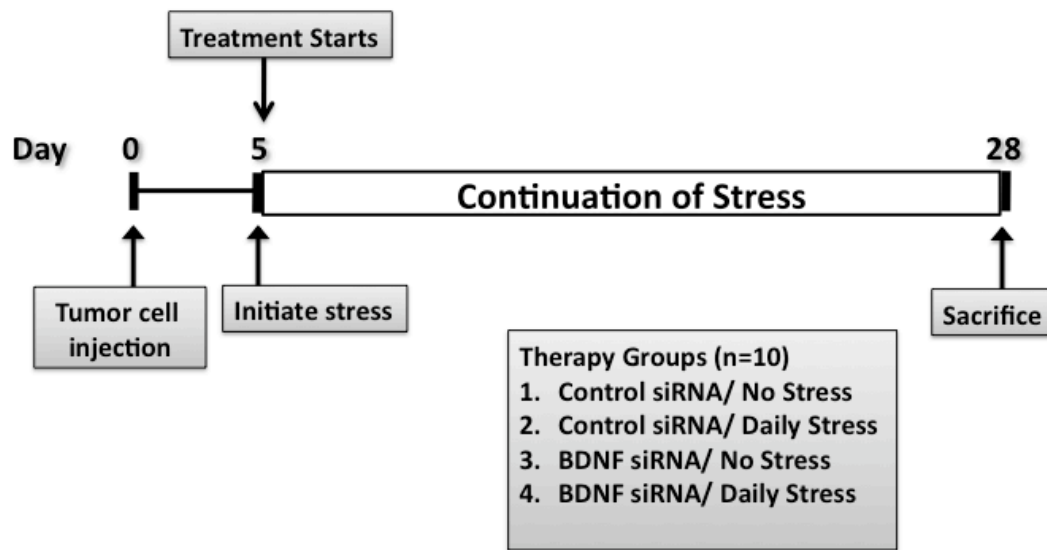 Treatment Starts
Day 0 5 28
Continuation of Stress
Tumor cell
injection
Initiate stress
Sacrifice
Therapy Groups (n=10)
1. Control siRNA/ No Stress
2. Control siRNA/ Daily Stress
3. BDNF siRNA/ No Stress
4. BDNF siRNA/ Daily Stress